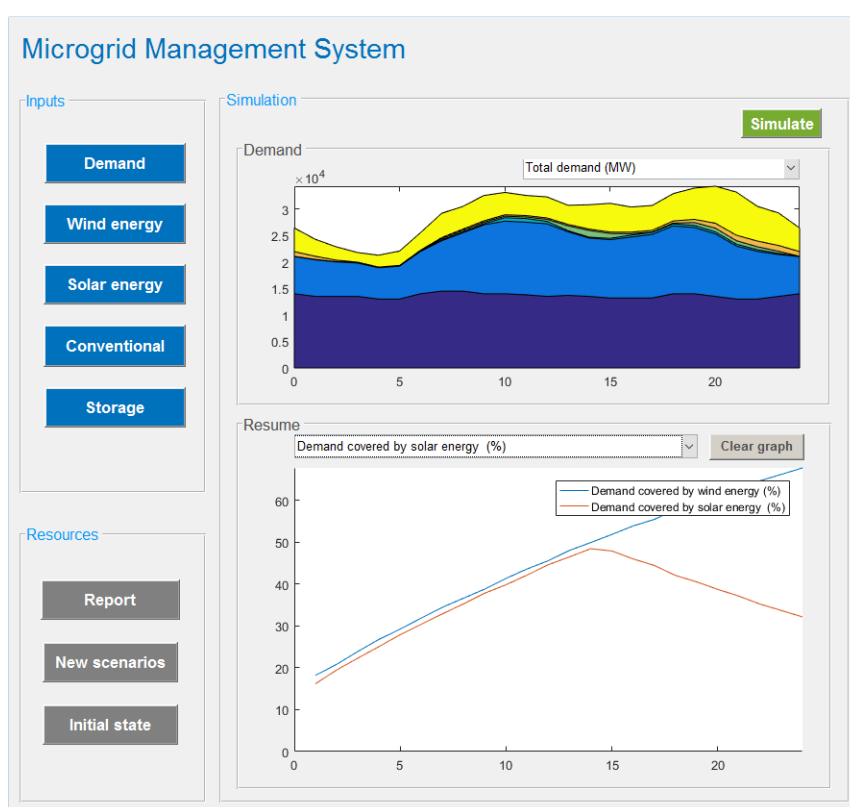 Microgrid Management System
Inputs
Demand
Wind energy
Solar energy
Conventional
Storage
Resources
Report
New scenarios
Initial state
Simulation
Simulate
Demand
Total demand (MW)
×10⁴
3
2.5
2
1.5
1
0.5
0
0 5 10 15 20
Resume
Demand covered by solar energy (%)
Clear graph
Demand covered by wind energy (%)
Demand covered by solar energy (%)
60
50
40
30
20
10
0
0 5 10 15 20